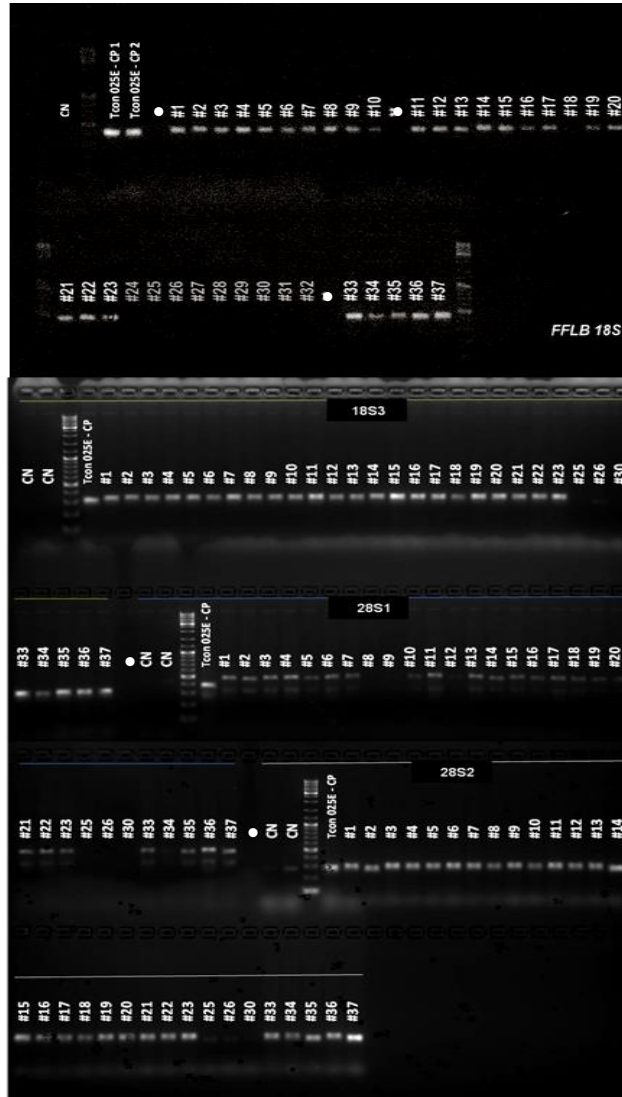 CN Tcon 025E - CP 1 Tcon 025E - CP 2 #1 #2 #3 #4 #5 #6 #7 #8 #9 #10 #11 #12 #13 #14 #15 #16 #17 #18 #19 #20
#21 #22 #23 #24 #25 #26 #27 #28 #29 #30 #31 #32 #33 #34 #35 #36 #37
FFLB 18S
18S3
CN CN Tcon 025E - CP #1 #2 #3 #4 #5 #6 #7 #8 #9 #10 #11 #12 #13 #14 #15 #16 #17 #18 #19 #20 #21 #22 #23 #25 #26 #30
28S1
#33 #34 #35 #36 #37 CN CN Tcon 025E - CP #1 #2 #3 #4 #5 #6 #7 #8 #9 #10 #11 #12 #13 #14 #15 #16 #17 #18 #19 #20
28S2
#21 #22 #23 #25 #26 #30 #33 #34 #35 #36 #37 CN CN Tcon 025E - CP #1 #2 #3 #4 #5 #6 #7 #8 #9 #10 #11 #12 #13 #14
#15 #16 #17 #18 #19 #20 #21 #22 #23 #25 #26 #30 #33 #34 #35 #36 #37